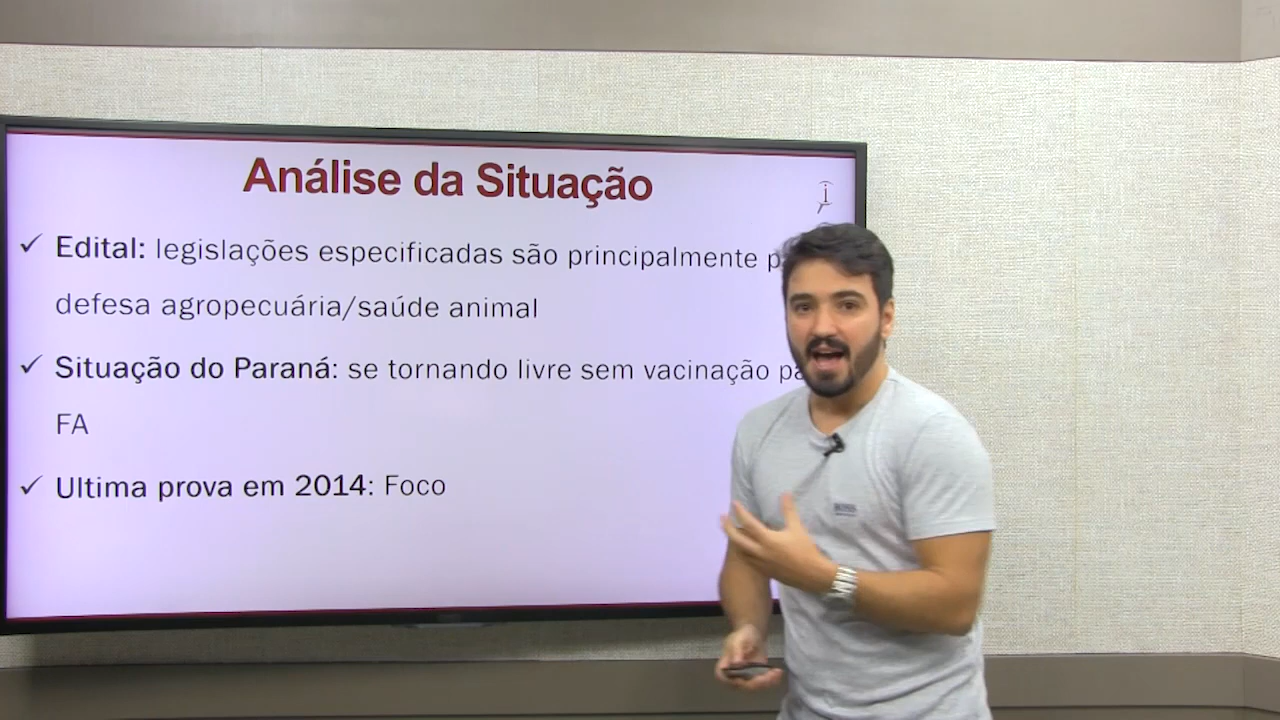 Análise da Situação
✓ Edital: legislações especificadas são principalmente
defesa agropecuária/saúde animal
✓ Situação do Paraná: se tornando livre sem vacinação
FA
✓ Ultima prova em 2014: Foco
BOSS